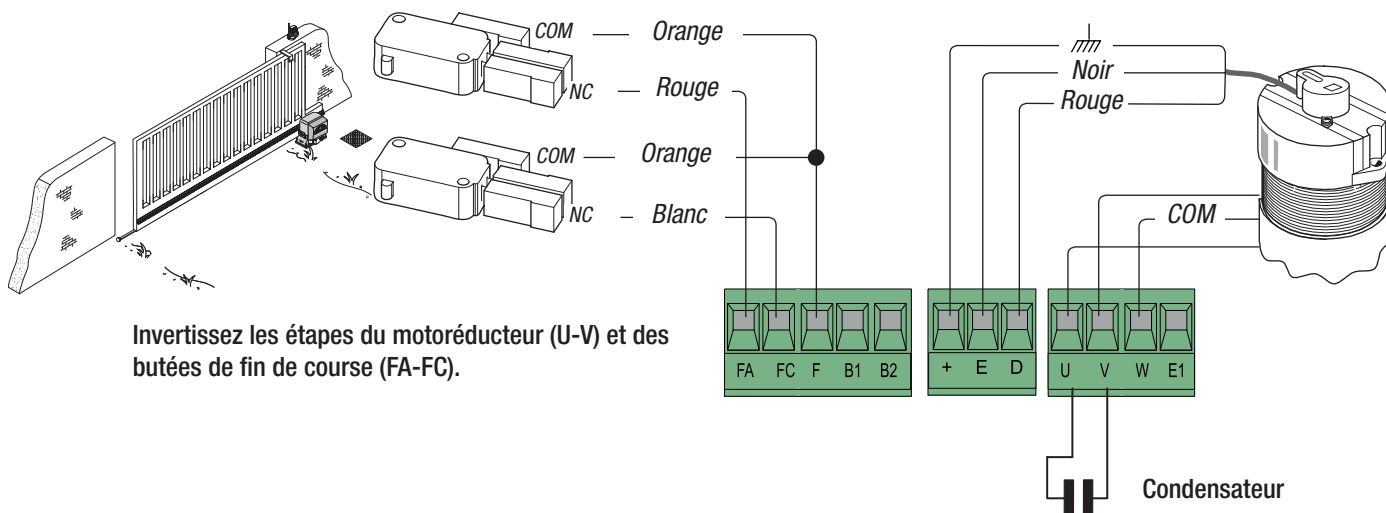 COM Orange
NC Rouge
COM Orange
NC Blanc
Noir
Rouge
COM
Invertissez les étapes du motoréducteur (U-V) et des
butées de fin de course (FA-FC).
FA FC F B1 B2
+ E D
U V W E1
Condensateur